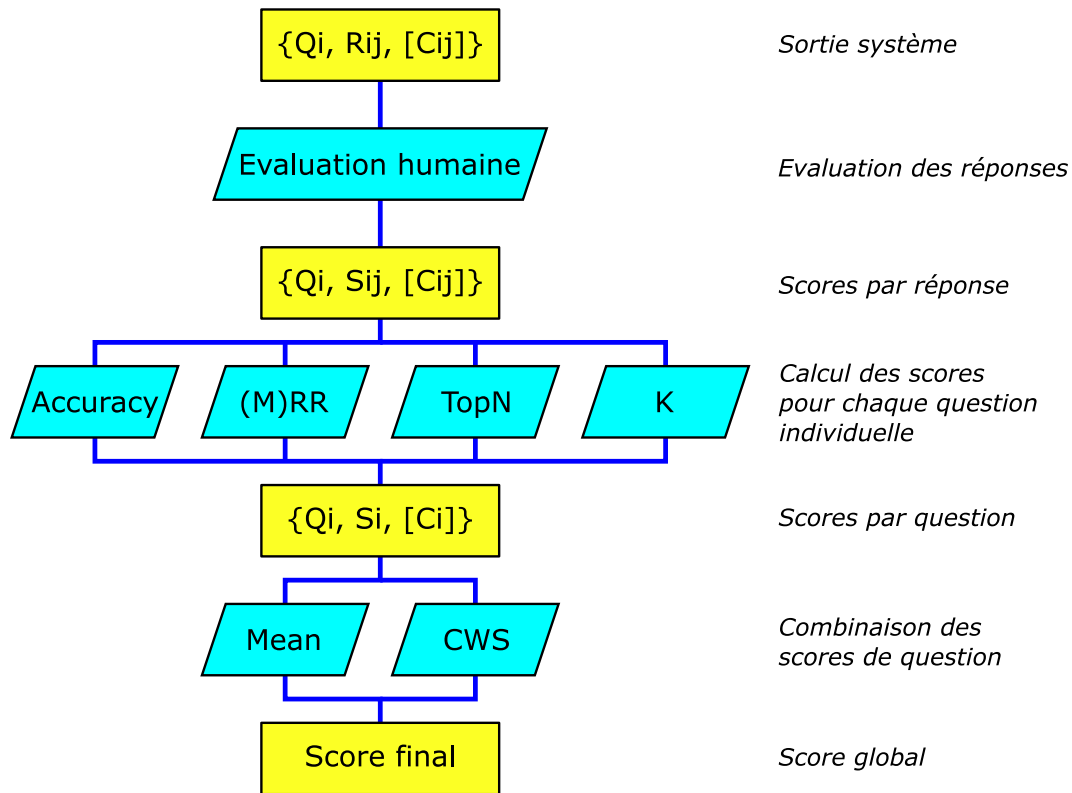 {Qi, Rij, [Cij]}
Sortie système
Evaluation humaine
Evaluation des réponses
{Qi, Sij, [Cij]}
Scores par réponse
Accuracy
(M)RR
TopN
K
Calcul des scores
pour chaque question
individuelle
{Qi, Si, [Ci]}
Scores par question
Mean
CWS
Combinaison des
scores de question
Score final
Score global